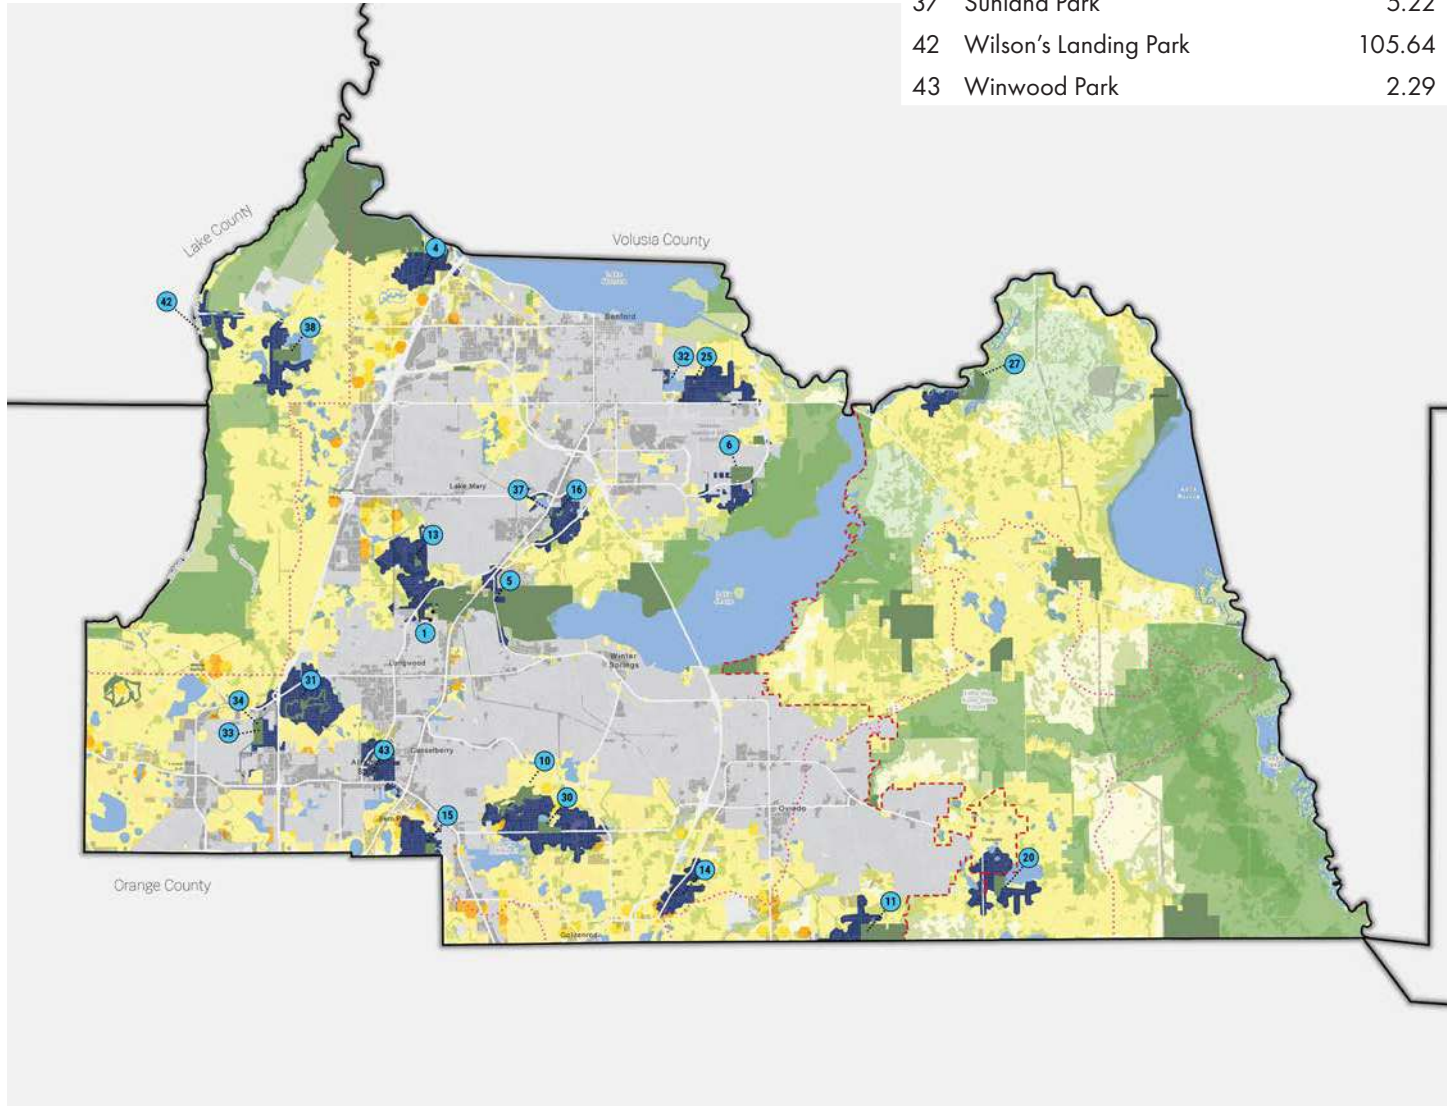 37 Sunland Park 5.22
42 Wilson's Landing Park 105.64
43 Winwood Park 2.29
Lake County
Volusia County
4
Sanford
42
38
32
25
27
6
Lake Mary
37
16
13
5
1
Longwood
Winter
Springs
31
34
33
43
Casselberry
10
30
15
Oviedo
14
20
11
Orange County
Goldenrod